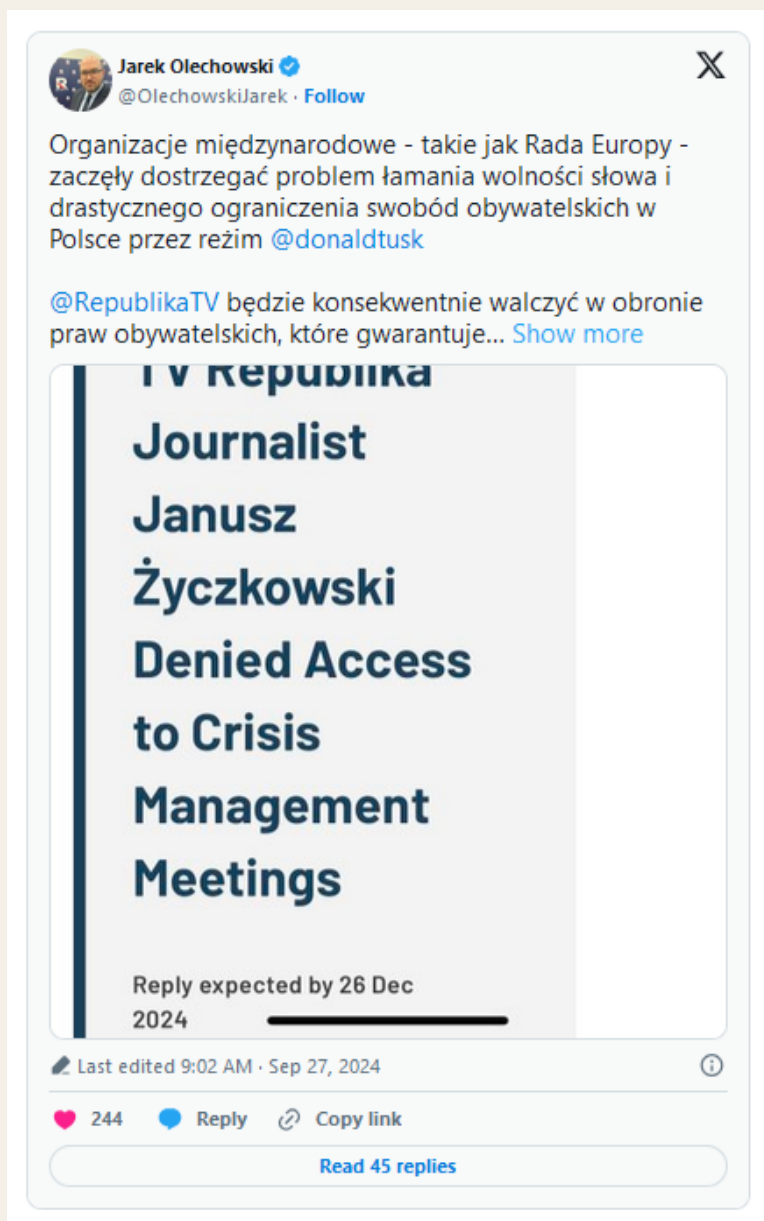 Jarek Olechowski
@OlechowskiJarek · Follow
Organizacje międzynarodowe - takie jak Rada Europy -
zaczęły dostrzegać problem łamania wolności słowa i
drastycznego ograniczenia swobód obywatelskich w
Polsce przez reżim @donaldtusk
@RepublikaTV będzie konsekwentnie walczyć w obronie
praw obywatelskich, które gwarantuje... Show more
TV Republika
Journalist
Janusz
Życzkowski
Denied Access
to Crisis
Management
Meetings
Reply expected by 26 Dec
2024
Last edited 9:02 AM · Sep 27, 2024
244 Reply Copy link
Read 45 replies